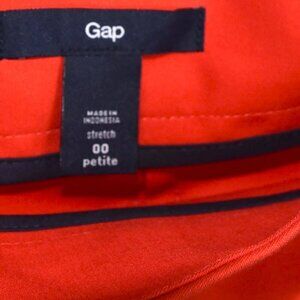 Gap
MADE IN
INDONESIA
stretch
00
petite